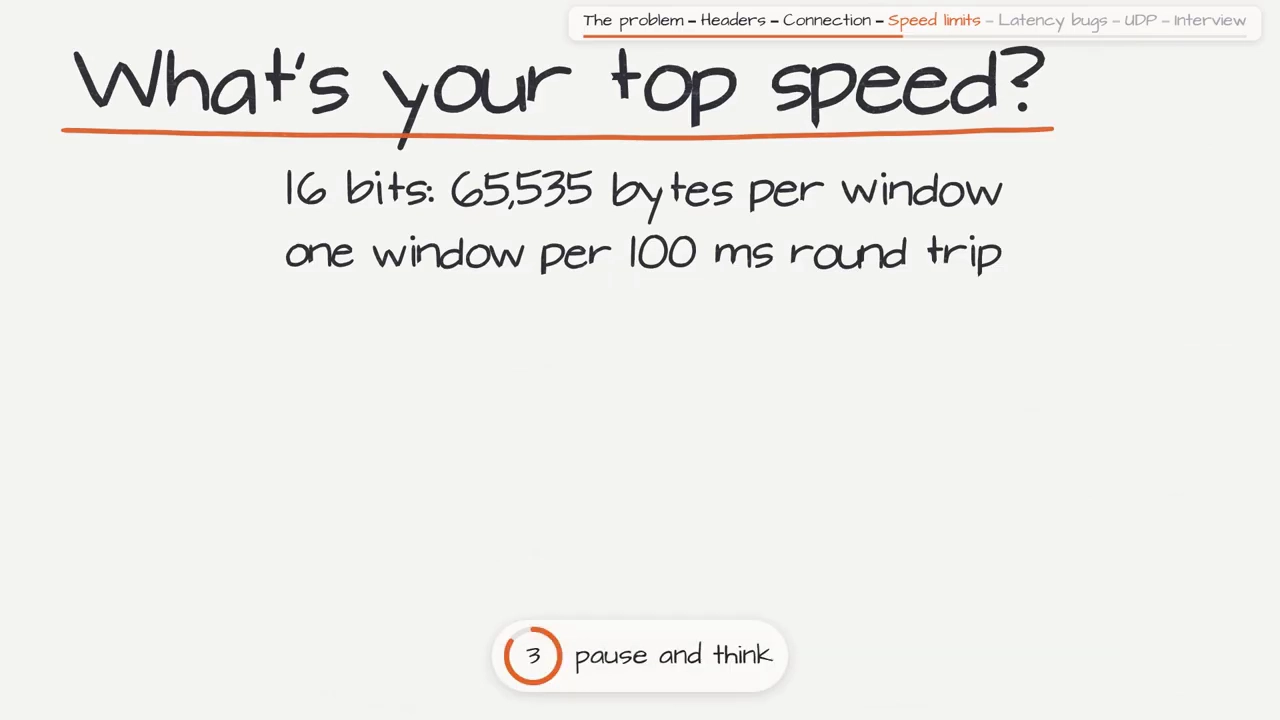 The problem – Headers – Connection – Speed limits – Latency bugs – UDP – Interview
What's your top speed?
16 bits: 65,535 bytes per window
one window per 100 ms round trip
3 pause and think